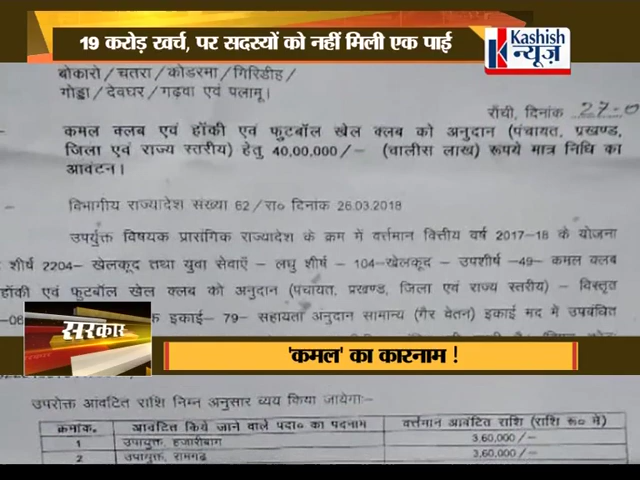 19 करोड़ खर्च, पर सदस्यों को नहीं मिली एक पाई
Kashish
न्यूज़
बोकारो/चतरा/कोडरमा/गिरिडीह/
गोड्डा/देवघर/गढ़वा एवं पलामू।
राँची, दिनांक 27-0
कमल क्लब एवं हॉकी एवं फुटबॉल खेल क्लब को अनुदान (पंचायत, प्रखण्ड,
जिला एवं राज्य स्तरीय) हेतु 40,00,000/- (चालीस लाख) रूपये मात्र निधि का
आवंटन।
विभागीय राज्यादेश संख्या 62/रा० दिनांक 26.03.2018
उपर्युक्त विषयक प्रासंगिक राज्यादेश के क्रम में वर्त्तमान वित्तीय वर्ष 2017-18 के योजना
शीर्ष 2204- खेलकूद तथा युवा सेवाएँ - लघु शीर्ष - 104-खेलकूद - उपशीर्ष -49- कमल क्लब
हॉकी एवं फुटबॉल खेल क्लब को अनुदान (पंचायत, प्रखण्ड, जिला एवं राज्य स्तरीय) - विस्तृत
इकाई- 79- सहायता अनुदान सामान्य (गैर वेतन) इकाई मद में उपबंधित
सरकार
'कमल' का कारनाम !
उपरोक्त आंवटित राशि निम्न अनुसार व्यय किया जायेगा:-
क्रमांक. आंवटित किये जाने वाले पदा० का पदनाम वर्त्तमान आवंटित राशि (राशि रू० में)
1 उपायुक्त, हजारीबाग 3,60,000/-
2 उपायुक्त, रामगढ़ 3,60,000/-